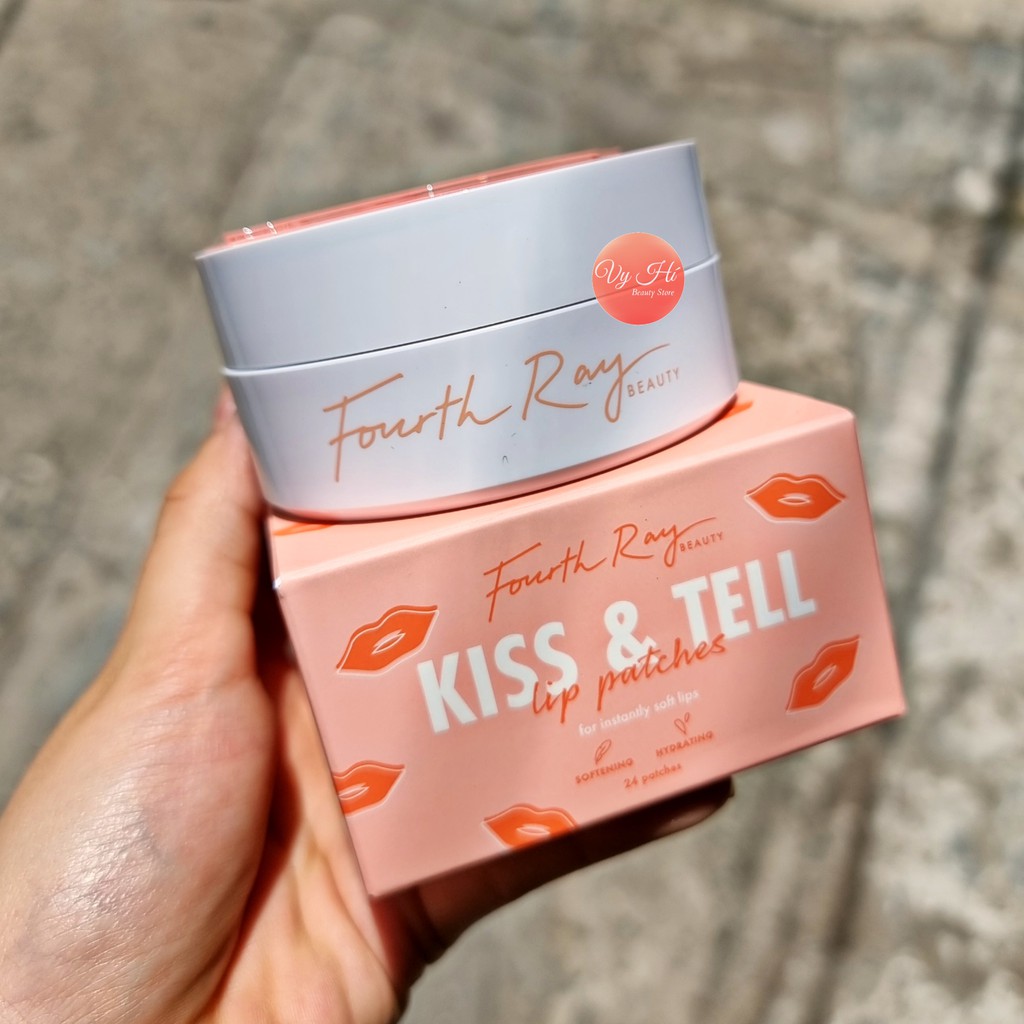 Vy Hí
Beauty Store
Fourth Ray
BEAUTY
Fourth Ray
BEAUTY
KISS & TELL
lip patches
for instantly soft lips
SOFTENING HYDRATING
24 patches